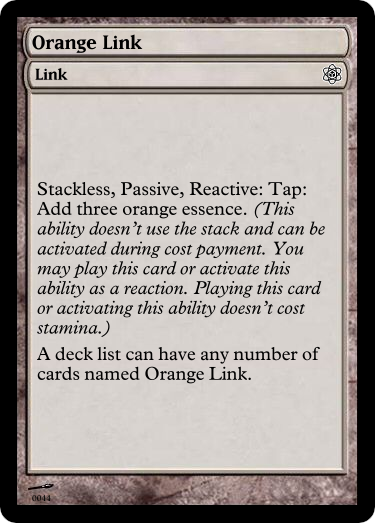 Orange Link
Link
Stackless, Passive, Reactive: Tap:
Add three orange essence. (This
ability doesn't use the stack and can be
activated during cost payment. You
may play this card or activate this
ability as a reaction. Playing this card
or activating this ability doesn't cost
stamina.)
A deck list can have any number of
cards named Orange Link.
0044